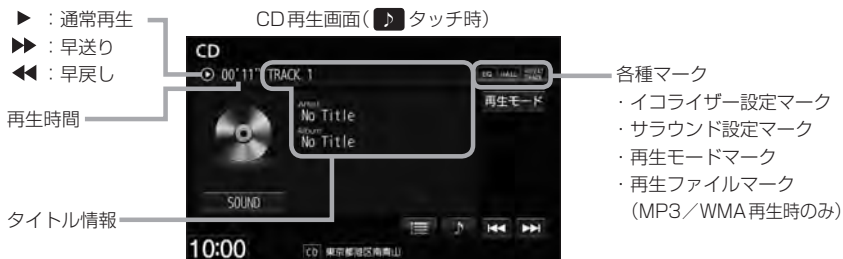 ▶：通常再生
▶▶：早送り
◀◀：早戻し
再生時間
タイトル情報
CD再生画面(♪タッチ時)
CD
00'11" TRACK 1
EQ HALL
Artist
No Title
Album
No Title
再生モード
SOUND
10:00
CD 東京都港区南青山
各種マーク
・イコライザー設定マーク
・サラウンド設定マーク
・再生モードマーク
・再生ファイルマーク
（MP3／WMA再生時のみ）